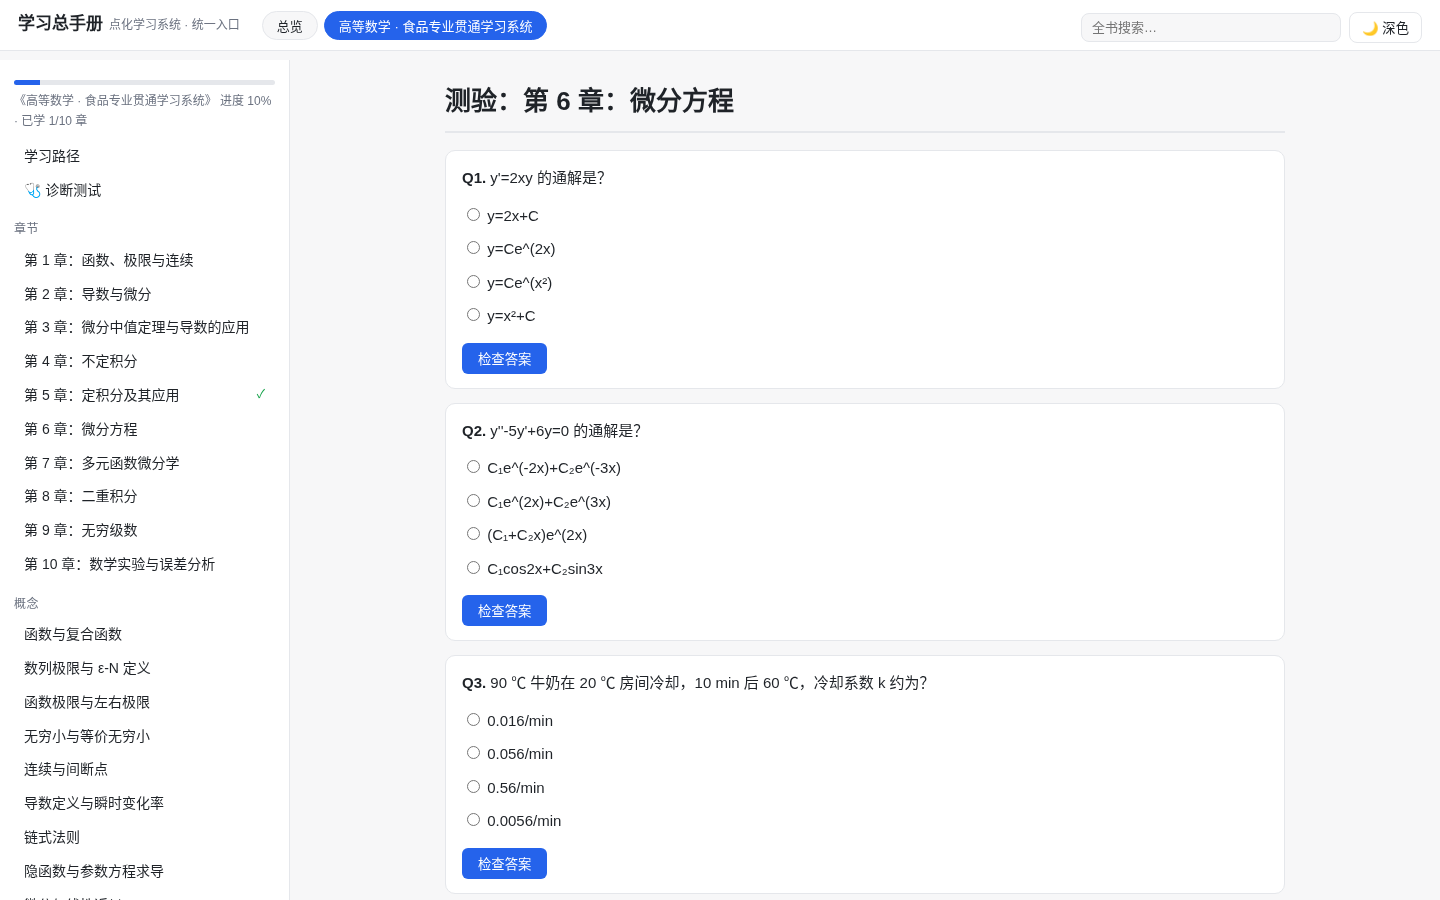 学习总手册 点化学习系统 · 统一入口
总览
高等数学 · 食品专业贯通学习系统
全书搜索…
🌙 深色
《高等数学 · 食品专业贯通学习系统》 进度 10%
· 已学 1/10 章
学习路径
🩺 诊断测试
章节
第 1 章：函数、极限与连续
第 2 章：导数与微分
第 3 章：微分中值定理与导数的应用
第 4 章：不定积分
第 5 章：定积分及其应用 ✓
第 6 章：微分方程
第 7 章：多元函数微分学
第 8 章：二重积分
第 9 章：无穷级数
第 10 章：数学实验与误差分析
概念
函数与复合函数
数列极限与 ε-N 定义
函数极限与左右极限
无穷小与等价无穷小
连续与间断点
导数定义与瞬时变化率
链式法则
隐函数与参数方程求导
测验：第 6 章：微分方程
Q1. y'=2xy 的通解是？
y=2x+C
y=Ce^(2x)
y=Ce^(x²)
y=x²+C
检查答案
Q2. y''-5y'+6y=0 的通解是？
C₁e^(-2x)+C₂e^(-3x)
C₁e^(2x)+C₂e^(3x)
(C₁+C₂x)e^(2x)
C₁cos2x+C₂sin3x
检查答案
Q3. 90 ℃ 牛奶在 20 ℃ 房间冷却，10 min 后 60 ℃，冷却系数 k 约为？
0.016/min
0.056/min
0.56/min
0.0056/min
检查答案